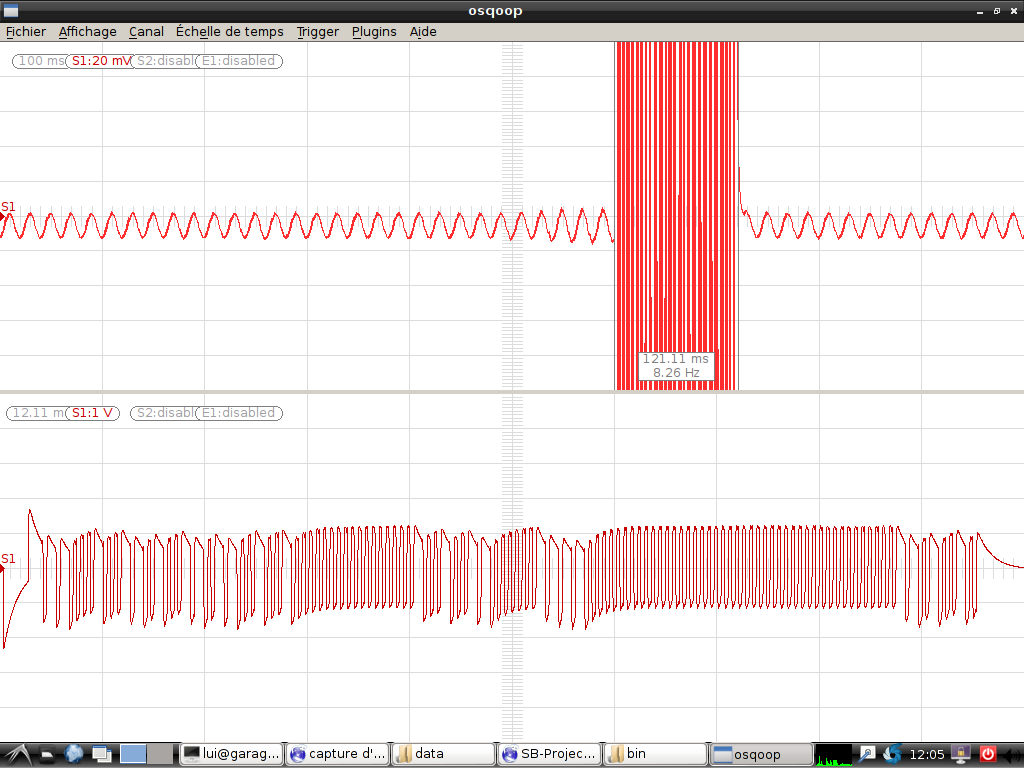 osqoop
Fichier Affichage Canal Échelle de temps Trigger Plugins Aide
100 ms S1:20 mV S2:disabl E1:disabled
S1
121.11 ms
8.26 Hz
12.11 m S1:1 V S2:disabl E1:disabled
S1
lui@garag... capture d'... data SB-Projec... bin osqoop 12:05